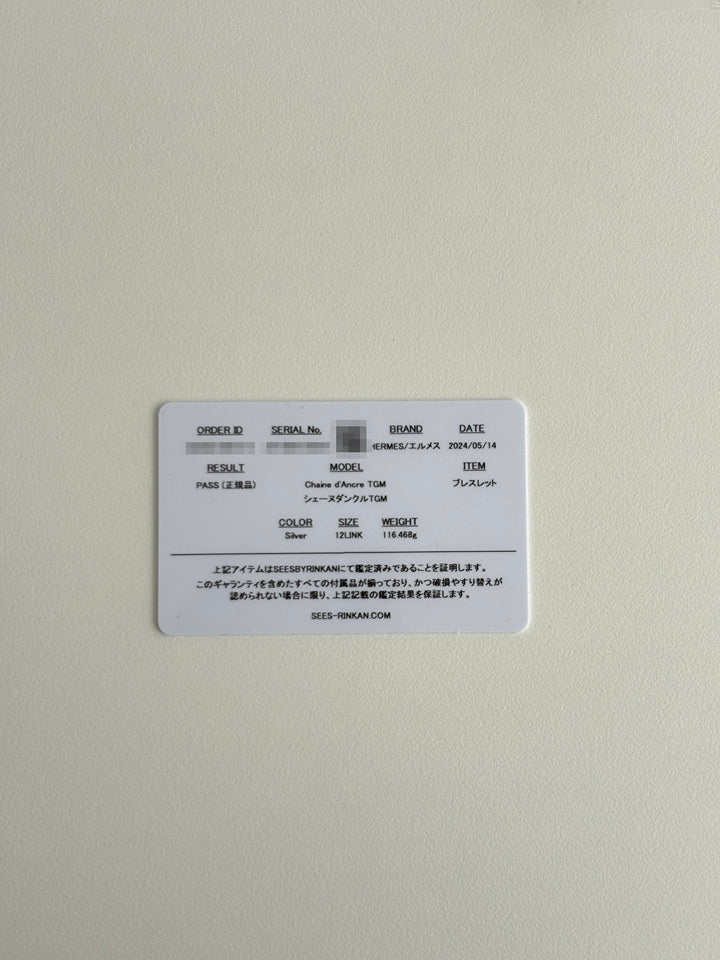 ORDER ID SERIAL No. BRAND DATE
HERMES/エルメス 2024/05/14
RESULT MODEL ITEM
PASS (正規品) Chaine d'Ancre TGM ブレスレット
シェーヌダンクルTGM
COLOR SIZE WEIGHT
Silver 12LINK 116.468g
上記アイテムはSEESBYRINKANにて鑑定済みであることを証明します。
このギャランティを含めたすべての付属品が揃っており、かつ破損やすり替えが
認められない場合に限り、上記記載の鑑定結果を保証します。
SEES-RINKAN.COM